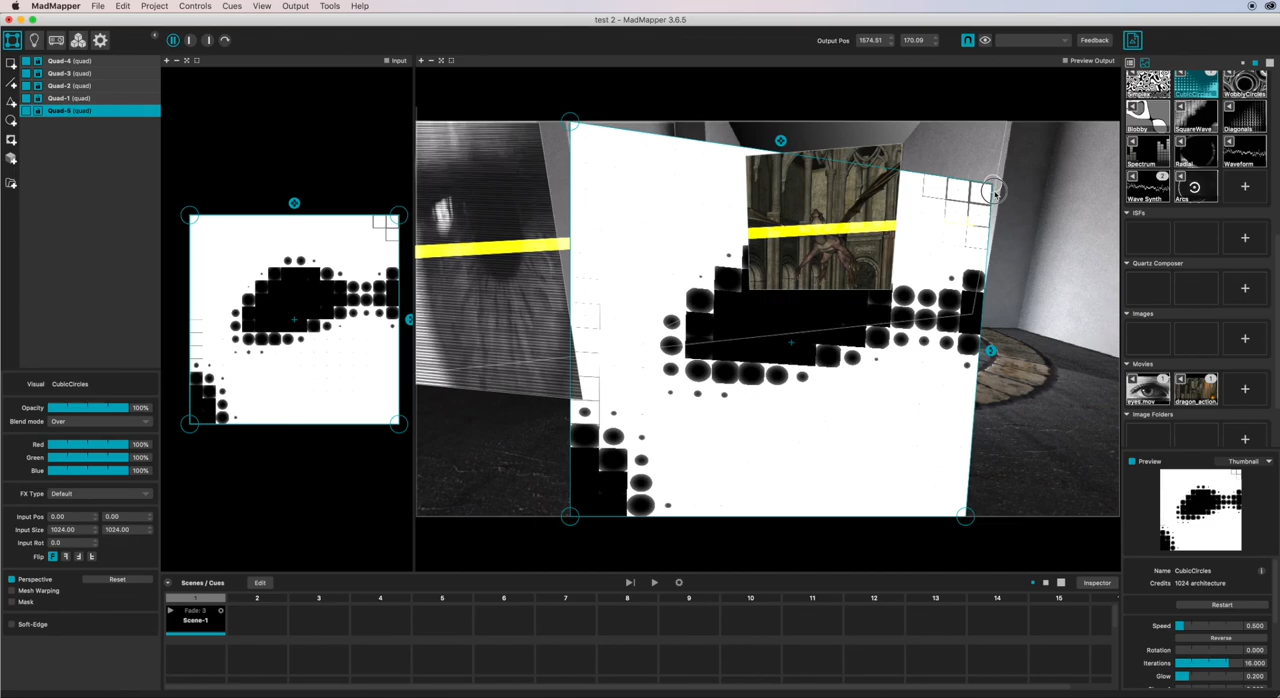 MadMapper File Edit Project Controls Cues View Output Tools Help
test 2 - MadMapper 3.6.5
Output Pos 1574.51 170.09 Feedback
Quad-4 (quad)
Quad-3 (quad)
Quad-2 (quad)
Quad-1 (quad)
Quad-5 (quad)
Input
Preview Output
Simplex CubicCircles WobblyCircles
Blobby SquareWave Diagonals
Spectrum Radial Waveform
2
Wave Synth Arcs
ISFs
Quartz Composer
Images
Movies
1 1
eyes.mov dragon_action.
Image Folders
Visual CubicCircles
Opacity 100%
Blend mode Over
Red 100%
Green 100%
Blue 100%
FX Type Default
Input Pos 0.00 0.00
Input Size 1024.00 1024.00
Input Rot 0.0
Flip F
Perspective Reset
Mesh Warping
Mask
Soft-Edge
Scenes / Cues Edit
Inspector
1 2 3 4 5 6 7 8 9 10 11 12 13 14 15
Fade: 3
Scene-1
Preview Thumbnail
Name CubicCircles
Credits 1024 architecture
Restart
Speed 0.500
Reverse
Rotation 0.000
Iterations 16.000
Glow 0.200